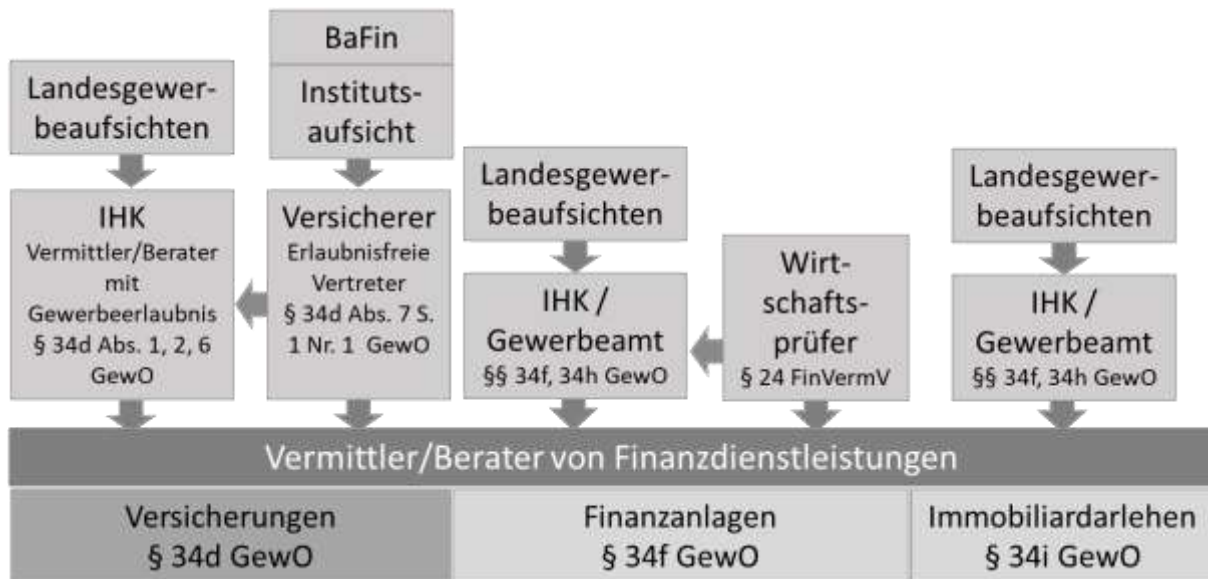 Landesgewer-
beaufsichten
IHK
Vermittler/Berater
mit
Gewerbeerlaubnis
§ 34d Abs. 1, 2, 6
GewO
BaFin
Instituts-
aufsicht
Versicherer
Erlaubnisfreie
Vertreter
§ 34d Abs. 7 S.
1 Nr. 1 GewO
Landesgewer-
beaufsichten
IHK /
Gewerbeamt
§§ 34f, 34h GewO
Wirt-
schafts-
prüfer
§ 24 FinVermV
Landesgewer-
beaufsichten
IHK /
Gewerbeamt
§§ 34f, 34h GewO
Vermittler/Berater von Finanzdienstleistungen
Versicherungen
§ 34d GewO
Finanzanlagen
§ 34f GewO
Immobiliardarlehen
§ 34i GewO